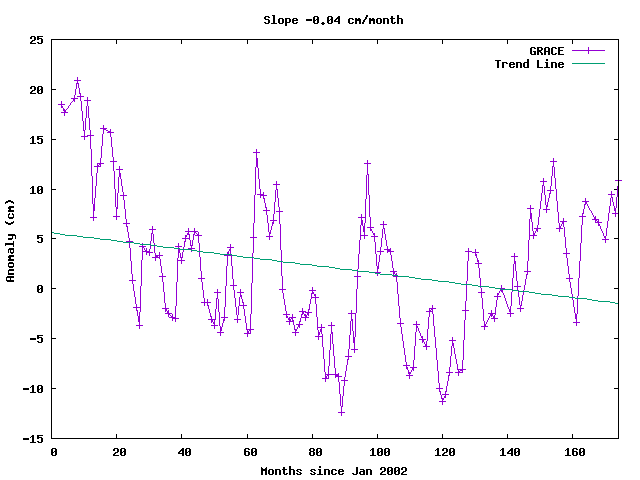 Slope -0.04 cm/month
GRACE
Trend Line
25
20
15
10
5
0
-5
-10
-15
Anomaly (cm)
0 20 40 60 80 100 120 140 160
Months since Jan 2002